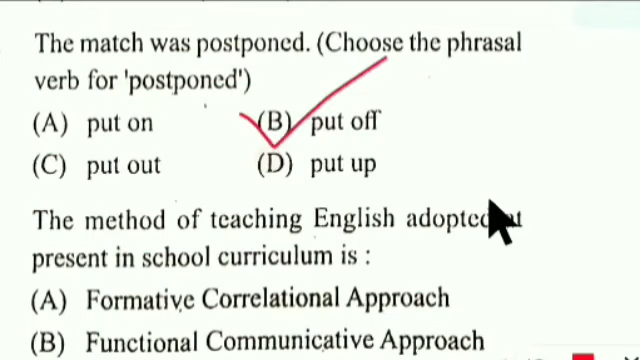 The match was postponed. (Choose the phrasal
verb for 'postponed')
(A) put on (B) put off
(C) put out (D) put up
The method of teaching English adopted at
present in school curriculum is :
(A) Formative Correlational Approach
(B) Functional Communicative Approach